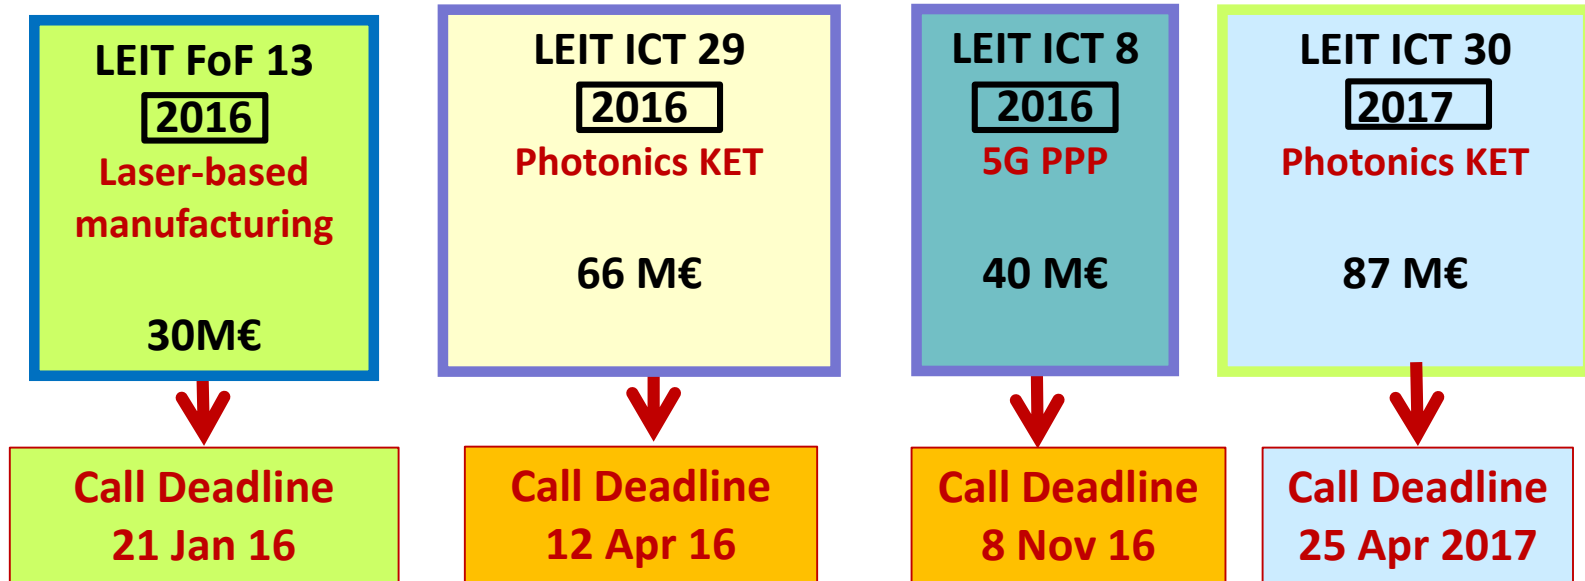 LEIT FoF 13
2016
Laser-based
manufacturing
30M€
LEIT ICT 29
2016
Photonics KET
66 M€
LEIT ICT 8
2016
5G PPP
40 M€
LEIT ICT 30
2017
Photonics KET
87 M€
Call Deadline
21 Jan 16
Call Deadline
12 Apr 16
Call Deadline
8 Nov 16
Call Deadline
25 Apr 2017